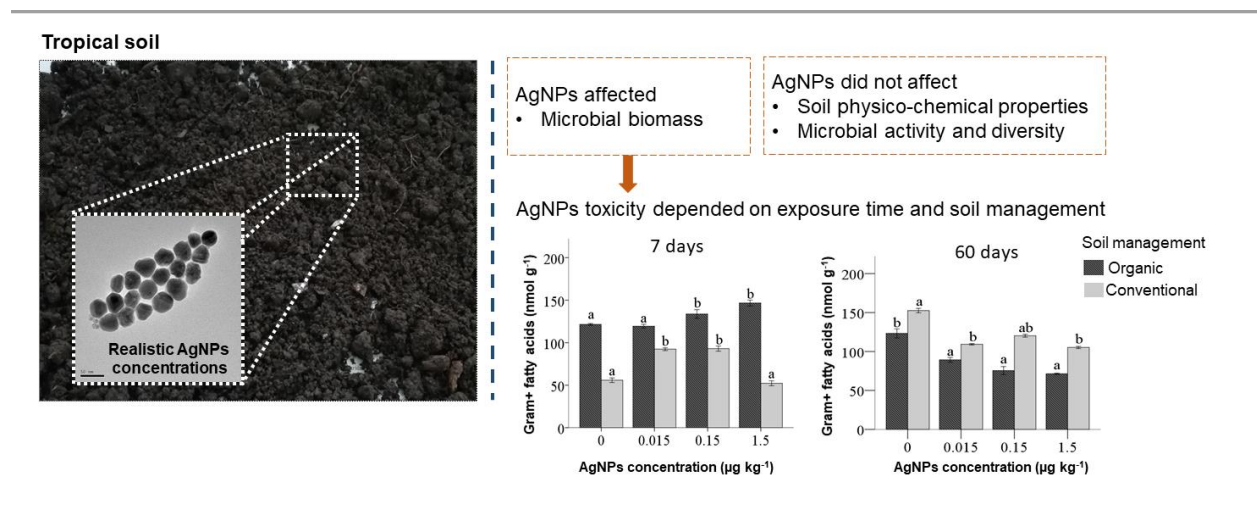 Tropical soil
Realistic AgNPs
concentrations
AgNPs affected
• Microbial biomass
AgNPs did not affect
• Soil physico-chemical properties
• Microbial activity and diversity
AgNPs toxicity depended on exposure time and soil management
7 days
Gram+ fatty acids (nmol g⁻¹)
200
150
100
50
0
a a b b
a b b a
0 0.015 0.15 1.5
AgNPs concentration (µg kg⁻¹)
60 days
Gram+ fatty acids (nmol g⁻¹)
200
150
100
50
0
b a a a
a b ab b
0 0.015 0.15 1.5
AgNPs concentration (µg kg⁻¹)
Soil management
Organic
Conventional